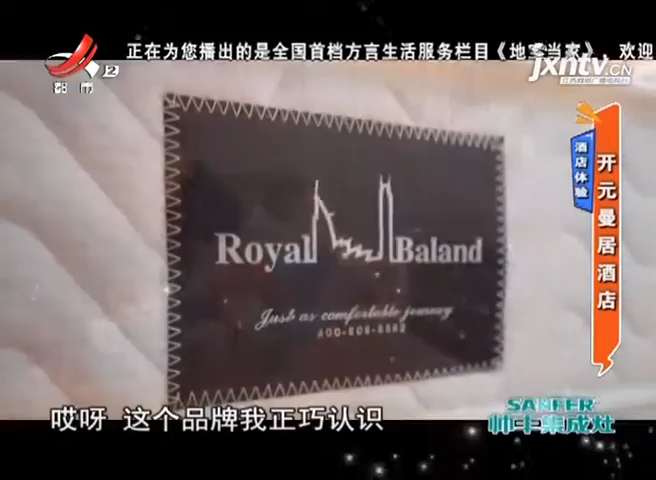 正在为您播出的是全国首档方言生活服务栏目《地宝当家》，欢迎
2
都市
jxntv.CN
酒店体验
开元曼居酒店
Royal Baland
Just as comfortable journey
哎呀 这个品牌我正巧认识
SANFER
帅丰集成灶